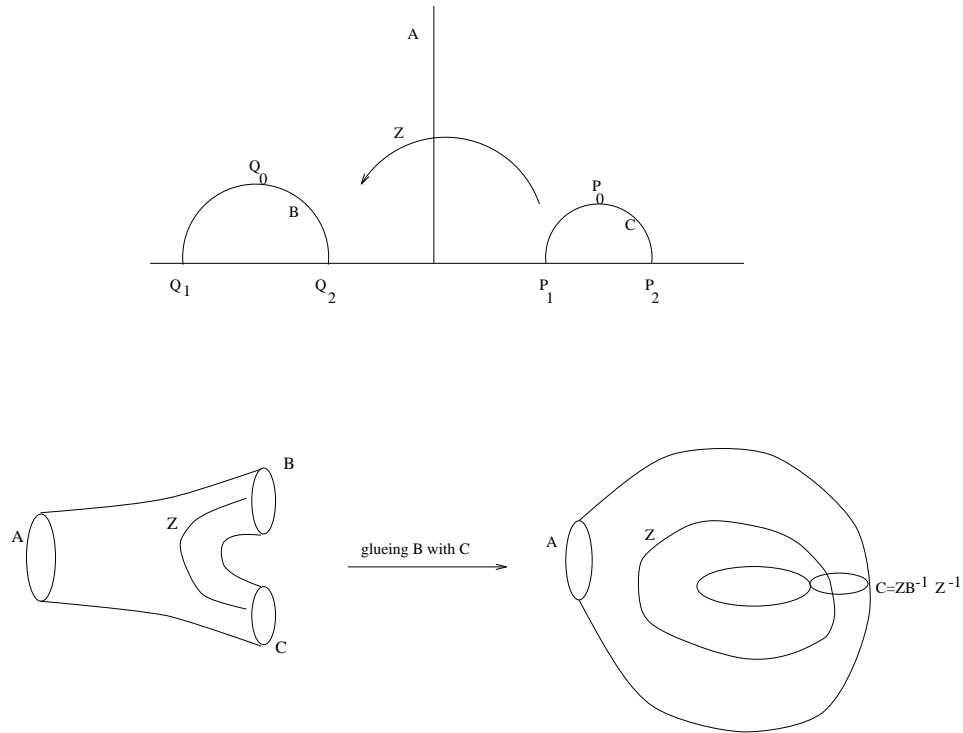 A
Z
Q0
B
P0
C
Q1
Q2
P1
P2
B
A
Z
C
glueing B with C
A
Z
C=ZB^-1 Z^-1